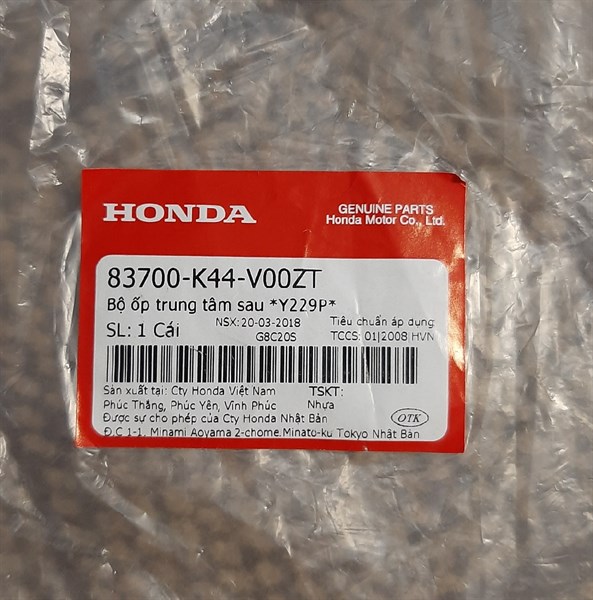 HONDA
GENUINE PARTS
Honda Motor Co., Ltd.
83700-K44-V00ZT
Bộ ốp trung tâm sau *Y229P*
SL: 1 Cái
NSX: 20-03-2018
G8C20S
Tiêu chuẩn áp dụng
TCCS: 01|2008|HVN
Sản xuất tại: Cty Honda Việt Nam
TSKT:
Phúc Thắng, Phúc Yên, Vĩnh Phúc
Nhựa
Được sự cho phép của Cty Honda Nhật Bản
OTK
Đ.C 1-1, Minami Aoyama 2-chome,Minato-ku Tokyo Nhật Bản